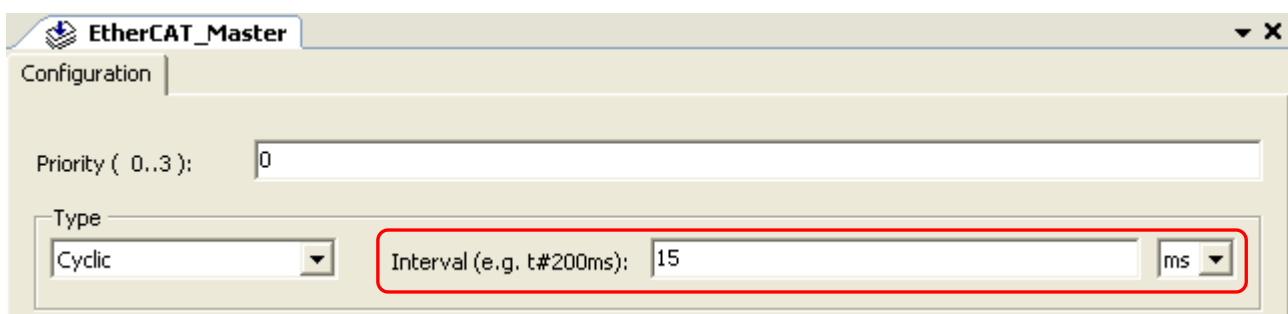 EtherCAT_Master
Configuration
Priority ( 0..3 ): 0
Type
Cyclic Interval (e.g. t#200ms): 15 ms